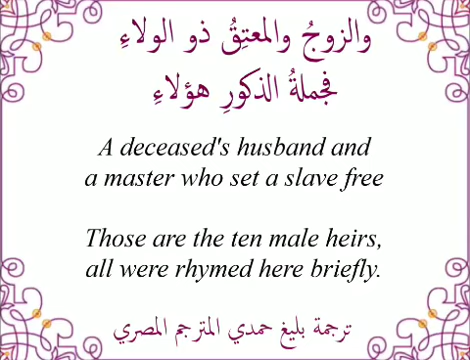 والزوجُ والمعتِقُ ذو الولاءِ
فجملةُ الذكورِ هؤلاءِ
A deceased's husband and
a master who set a slave free
Those are the ten male heirs,
all were rhymed here briefly.
ترجمة بليغ حمدي المترجم المصري